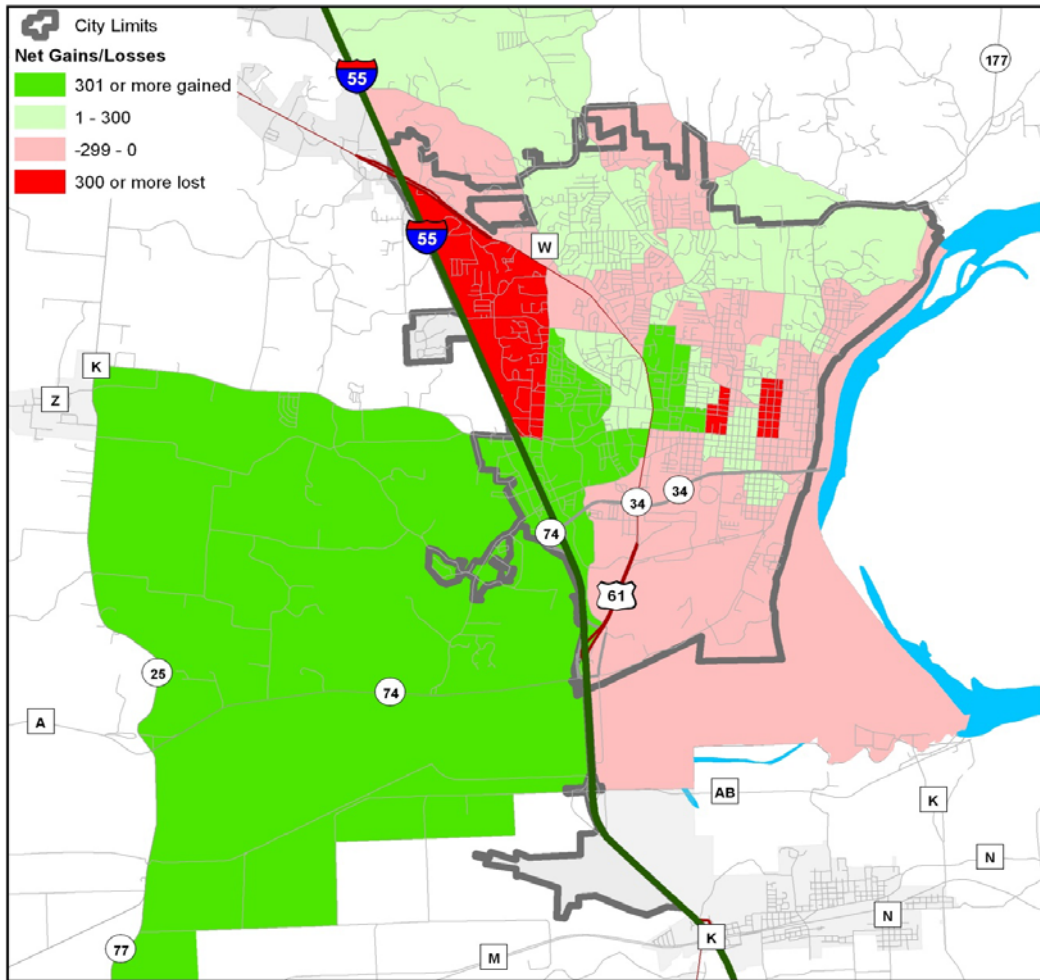 City Limits
Net Gains/Losses
301 or more gained
1 - 300
-299 - 0
300 or more lost
55
177
55
W
K
Z
34
34
74
61
25
74
A
AB
K
N
N
K
M
77